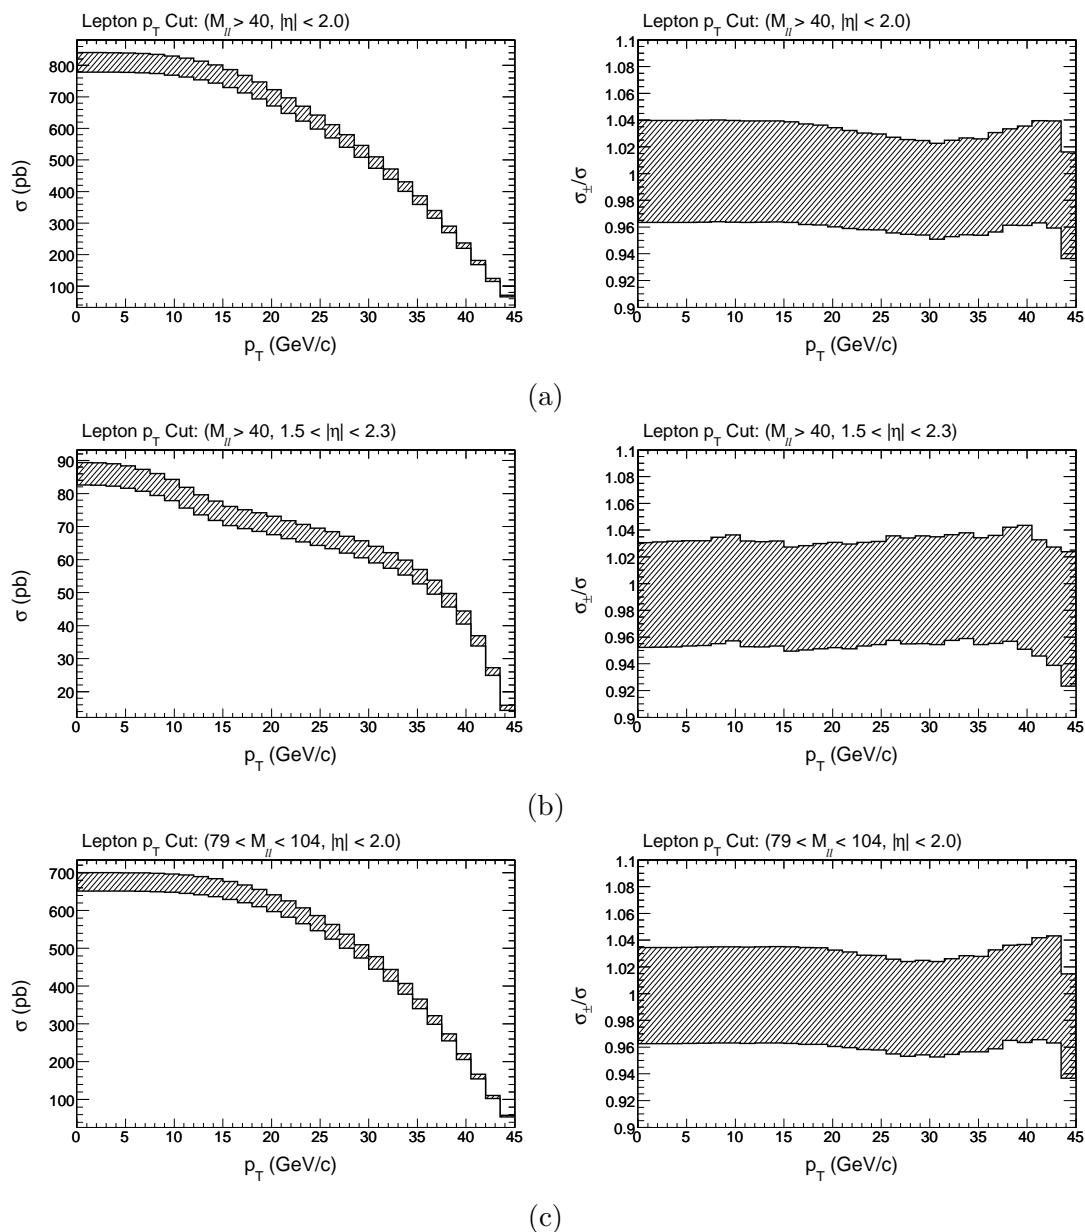 Lepton p_T Cut: (M_ll > 40, |η| < 2.0)
σ (pb)
800
700
600
500
400
300
200
100
0 5 10 15 20 25 30 35 40 45
p_T (GeV/c)
Lepton p_T Cut: (M_ll > 40, |η| < 2.0)
σ_±/σ
1.1
1.08
1.06
1.04
1.02
1
0.98
0.96
0.94
0.92
0.9
0 5 10 15 20 25 30 35 40 45
p_T (GeV/c)
(a)
Lepton p_T Cut: (M_ll > 40, 1.5 < |η| < 2.3)
σ (pb)
90
80
70
60
50
40
30
20
0 5 10 15 20 25 30 35 40 45
p_T (GeV/c)
Lepton p_T Cut: (M_ll > 40, 1.5 < |η| < 2.3)
σ_±/σ
1.1
1.08
1.06
1.04
1.02
1
0.98
0.96
0.94
0.92
0.9
0 5 10 15 20 25 30 35 40 45
p_T (GeV/c)
(b)
Lepton p_T Cut: (79 < M_ll < 104, |η| < 2.0)
σ (pb)
700
600
500
400
300
200
100
0 5 10 15 20 25 30 35 40 45
p_T (GeV/c)
Lepton p_T Cut: (79 < M_ll < 104, |η| < 2.0)
σ_±/σ
1.1
1.08
1.06
1.04
1.02
1
0.98
0.96
0.94
0.92
0.9
0 5 10 15 20 25 30 35 40 45
p_T (GeV/c)
(c)